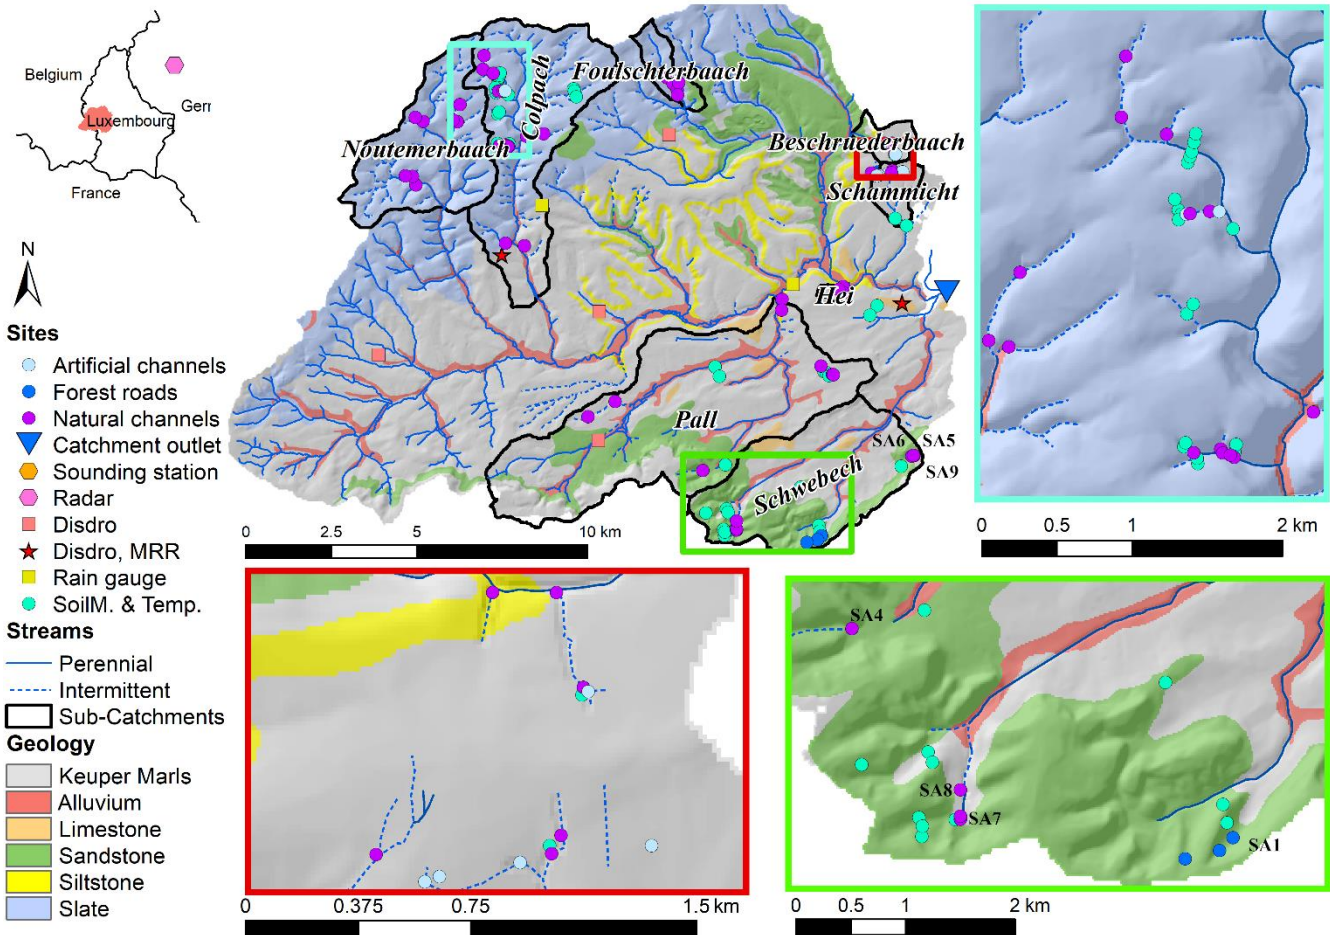 Belgium
Gerr
Luxembourg
France
N
Sites
Artificial channels
Forest roads
Natural channels
Catchment outlet
Sounding station
Radar
Disdro
Disdro, MRR
Rain gauge
SoilM. & Temp.
Streams
Perennial
Intermittent
Sub-Catchments
Geology
Keuper Marls
Alluvium
Limestone
Sandstone
Siltstone
Slate
Colpach
Foulschterbaach
Noutemerbaach
Beschruederbaach
Schammicht
Hei
Pall
Schwebech
SA6 SA5
SA9
0 2.5 5 10 km
0 1 2 km
0 0.375 0.75 1.5 km
SA4
SA8
SA7
SA1
0 0.5 1 2 km